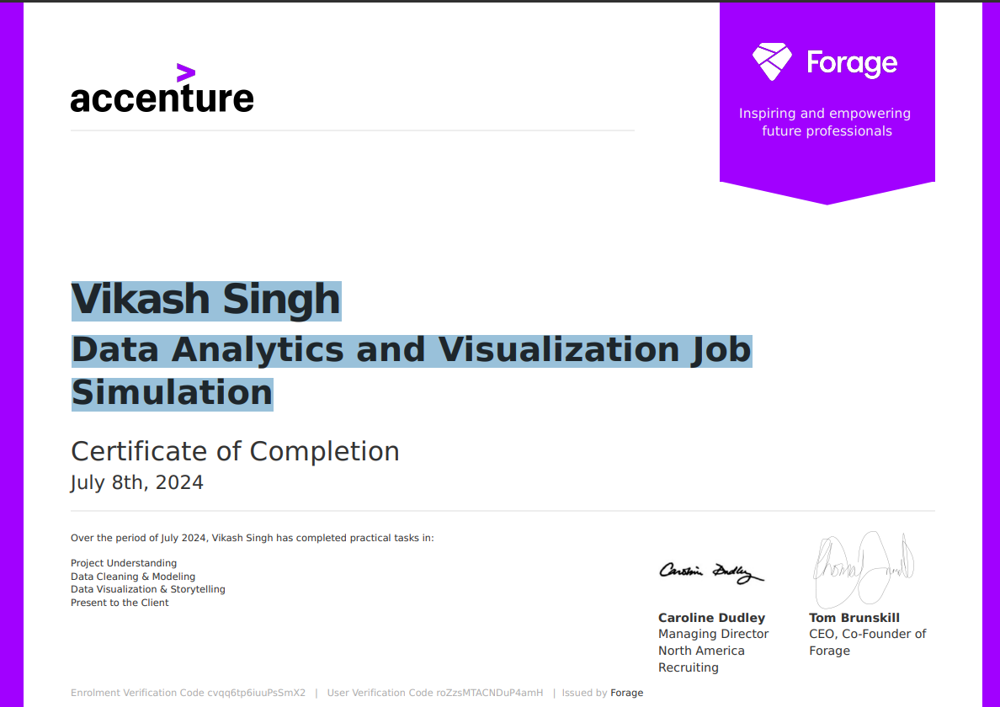 accenture
Forage
Inspiring and empowering
future professionals
Vikash Singh
Data Analytics and Visualization Job
Simulation
Certificate of Completion
July 8th, 2024
Over the period of July 2024, Vikash Singh has completed practical tasks in:
Project Understanding
Data Cleaning & Modeling
Data Visualization & Storytelling
Present to the Client
Caroline Dudley
Caroline Dudley
Managing Director
North America
Recruiting
Tom Brunskill
CEO, Co-Founder of
Forage
Enrolment Verification Code cvqq6tp6iuuPsSmX2 | User Verification Code roZzsMTACNDuP4amH | Issued by Forage